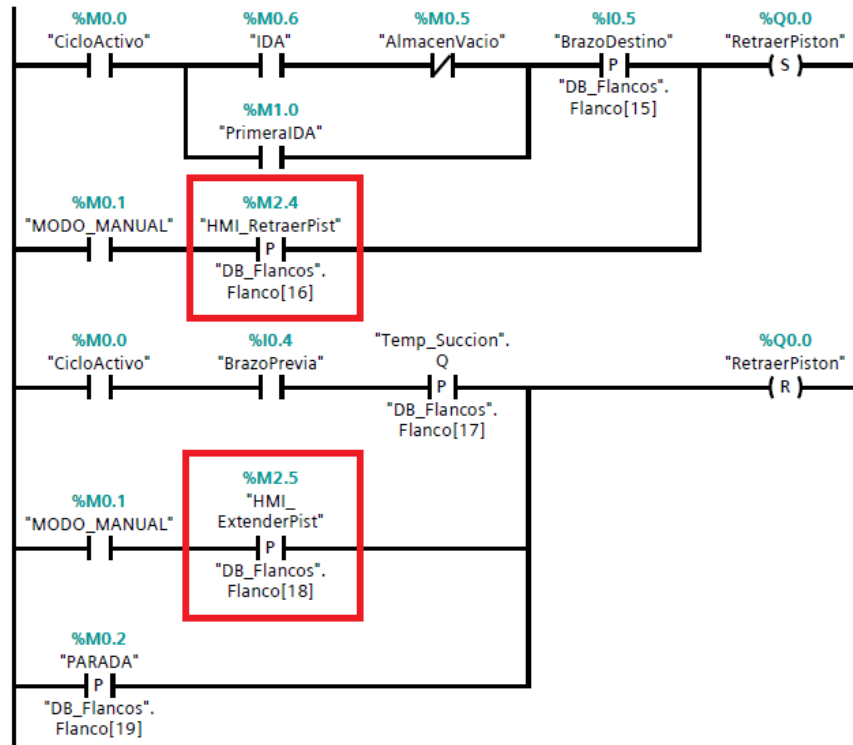 %M0.0 %M0.6 %M0.5 %I0.5 %Q0.0
"CicloActivo" "IDA" "AlmacenVacio" "BrazoDestino" "RetraerPiston"
P S
"DB_Flancos".
Flanco[15]
%M1.0
"PrimeraIDA"
%M0.1 %M2.4
"MODO_MANUAL" "HMI_RetraerPist"
P
"DB_Flancos".
Flanco[16]
%M0.0 %I0.4 "Temp_Succion". %Q0.0
"CicloActivo" "BrazoPrevia" Q "RetraerPiston"
P R
"DB_Flancos".
Flanco[17]
%M2.5
%M0.1 "HMI_
"MODO_MANUAL" ExtenderPist"
P
"DB_Flancos".
Flanco[18]
%M0.2
"PARADA"
P
"DB_Flancos".
Flanco[19]